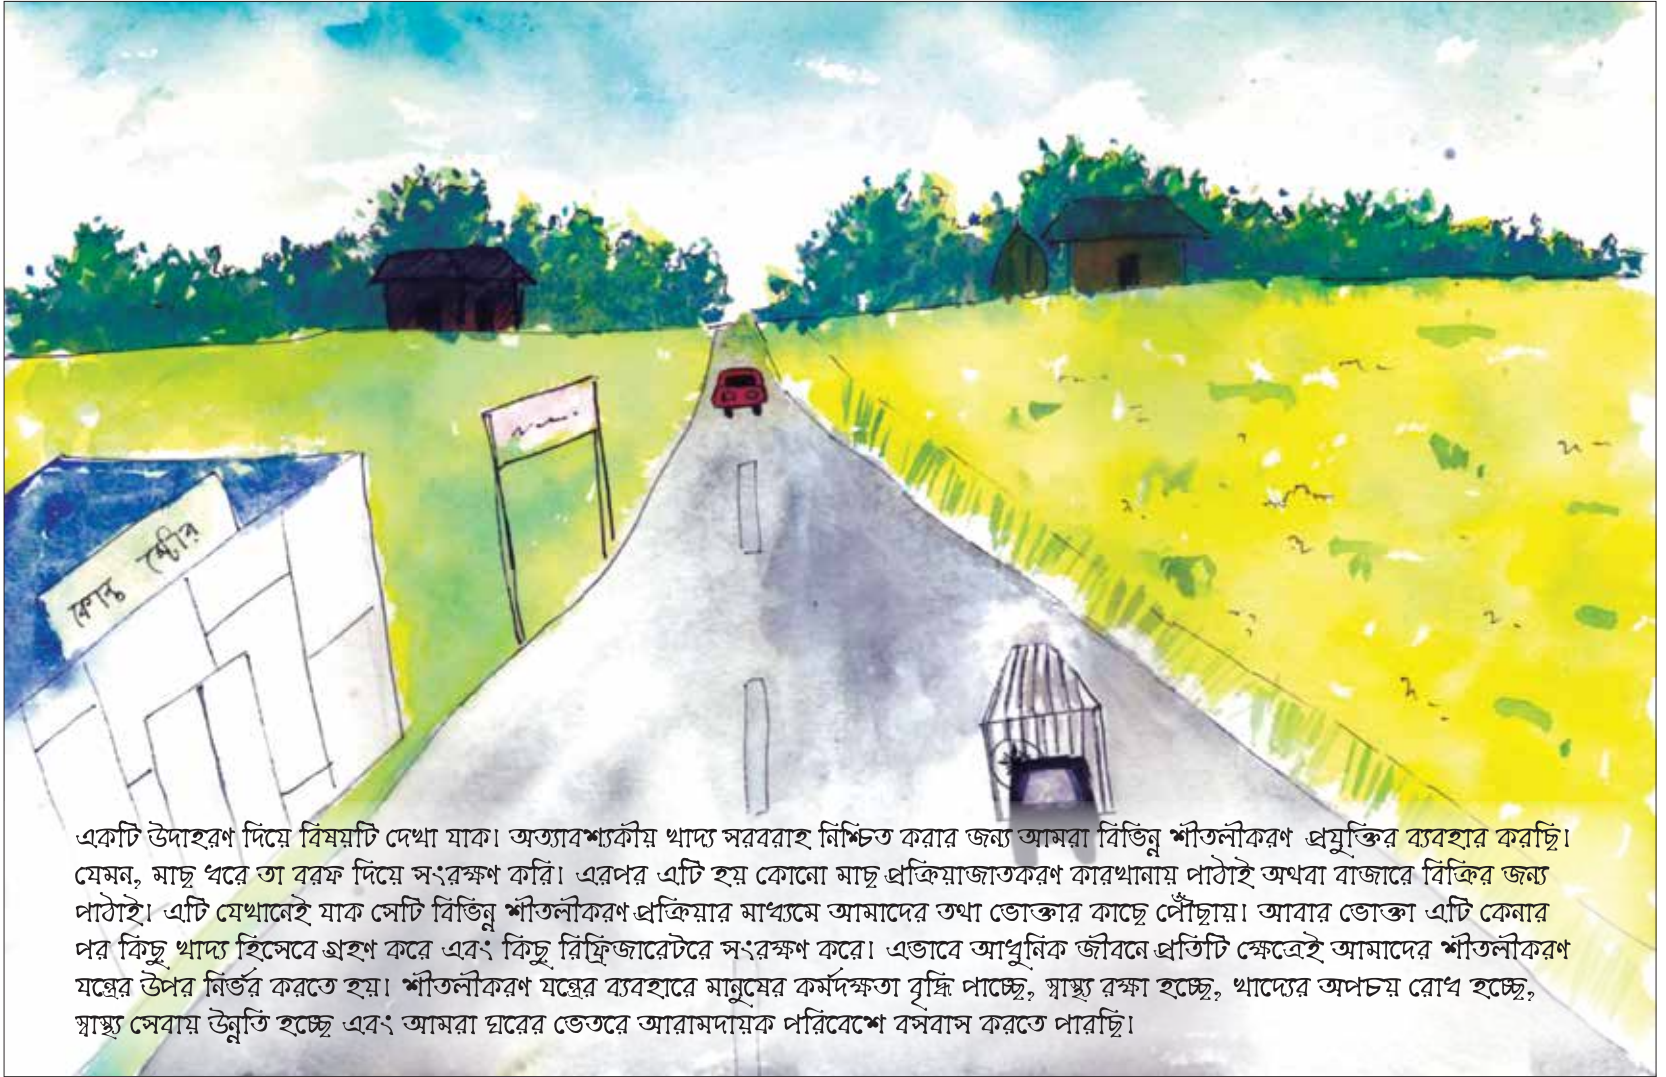 কোল্ড স্টোর
একটি উদাহরণ দিয়ে বিষয়টি দেখা যাক। অত্যাবশ্যকীয় খাদ্য সরবরাহ নিশ্চিত করার জন্য আমরা বিভিন্ন শীতলীকরণ প্রযুক্তির ব্যবহার করছি।
যেমন, মাছ ধরে তা বরফ দিয়ে সংরক্ষণ করি। এরপর এটি হয় কোনো মাছ প্রক্রিয়াজাতকরণ কারখানায় পাঠাই অথবা বাজারে বিক্রির জন্য
পাঠাই। এটি যেখানেই যাক সেটি বিভিন্ন শীতলীকরণ প্রক্রিয়ার মাধ্যমে আমাদের তথা ভোক্তার কাছে পৌঁছায়। আবার ভোক্তা এটি কেনার
পর কিছু খাদ্য হিসেবে গ্রহণ করে এবং কিছু রিফ্রিজারেটরে সংরক্ষণ করে। এভাবে আধুনিক জীবনে প্রতিটি ক্ষেত্রেই আমাদের শীতলীকরণ
যন্ত্রের উপর নির্ভর করতে হয়। শীতলীকরণ যন্ত্রের ব্যবহারে মানুষের কর্মদক্ষতা বৃদ্ধি পাচ্ছে, স্বাস্থ্য রক্ষা হচ্ছে, খাদ্যের অপচয় রোধ হচ্ছে,
স্বাস্থ্য সেবায় উন্নতি হচ্ছে এবং আমরা ঘরের ভেতরে আরামদায়ক পরিবেশে বসবাস করতে পারছি।